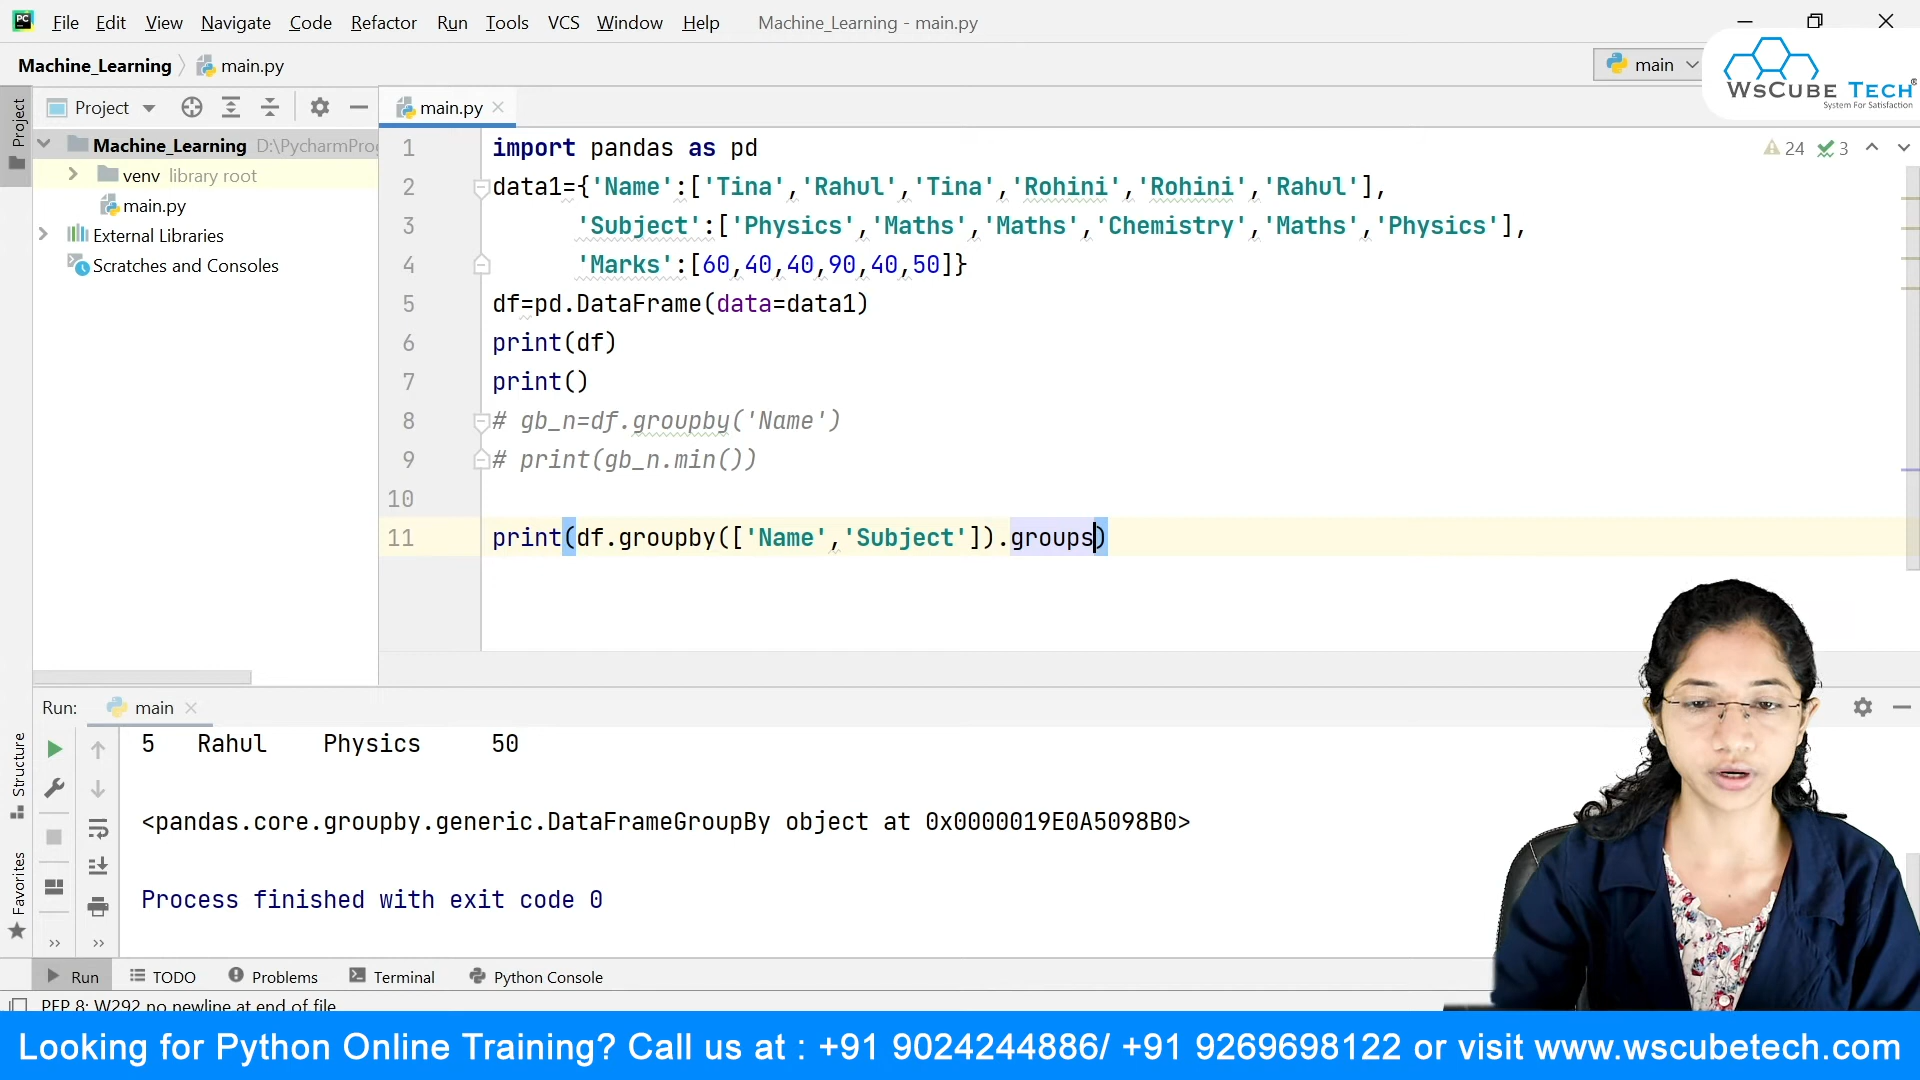 File Edit View Navigate Code Refactor Run Tools VCS Window Help Machine_Learning - main.py
Machine_Learning main.py
main
WSCUBE TECH
System For Satisfaction
Project
Project
main.py
Machine_Learning D:\PycharmProg
venv library root
main.py
External Libraries
Scratches and Consoles
24 3
1 import pandas as pd
2 data1={'Name':['Tina','Rahul','Tina','Rohini','Rohini','Rahul'],
3 'Subject':['Physics','Maths','Maths','Chemistry','Maths','Physics'],
4 'Marks':[60,40,40,90,40,50]}
5 df=pd.DataFrame(data=data1)
6 print(df)
7 print()
8 # gb_n=df.groupby('Name')
9 # print(gb_n.min())
10
11 print(df.groupby(['Name','Subject']).groups)
Run: main
5 Rahul Physics 50
<pandas.core.groupby.generic.DataFrameGroupBy object at 0x0000019E0A5098B0>
Process finished with exit code 0
Structure
Favorites
Run TODO Problems Terminal Python Console
PEP 8: W292 no newline at end of file
Looking for Python Online Training? Call us at : +91 9024244886/ +91 9269698122 or visit www.wscubetech.com